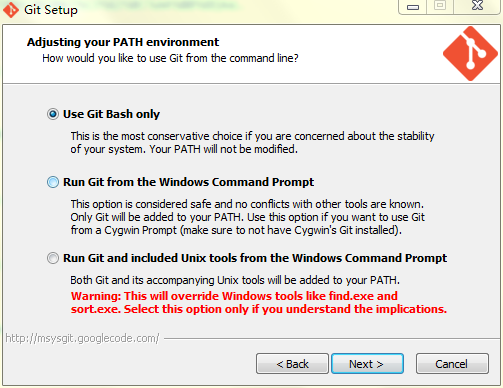 Git Setup
Adjusting your PATH environment
How would you like to use Git from the command line?
Use Git Bash only
This is the most conservative choice if you are concerned about the stability
of your system. Your PATH will not be modified.
Run Git from the Windows Command Prompt
This option is considered safe and no conflicts with other tools are known.
Only Git will be added to your PATH. Use this option if you want to use Git
from a Cygwin Prompt (make sure to not have Cygwin's Git installed).
Run Git and included Unix tools from the Windows Command Prompt
Both Git and its accompanying Unix tools will be added to your PATH.
Warning: This will override Windows tools like find.exe and
sort.exe. Select this option only if you understand the implications.
http://msysgit.googlecode.com/
< Back
Next >
Cancel